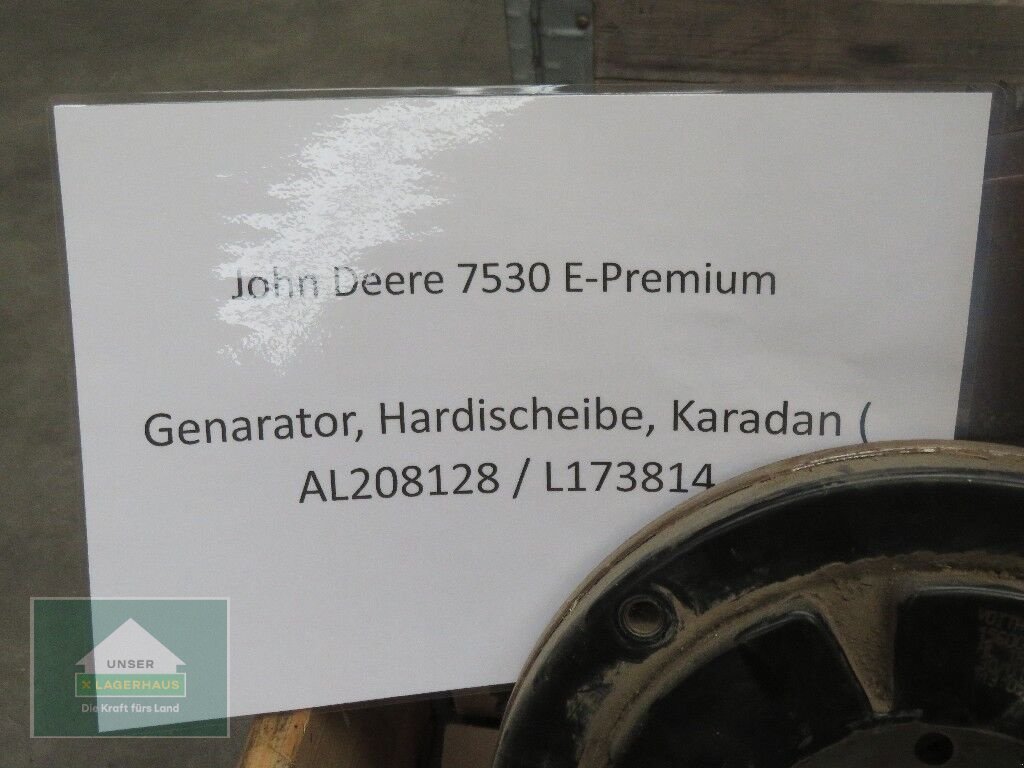 John Deere 7530 E-Premium
Genarator, Hardischeibe, Karadan (
AL208128 / L173814
UNSER
X LAGERHAUS
Die Kraft fürs Land